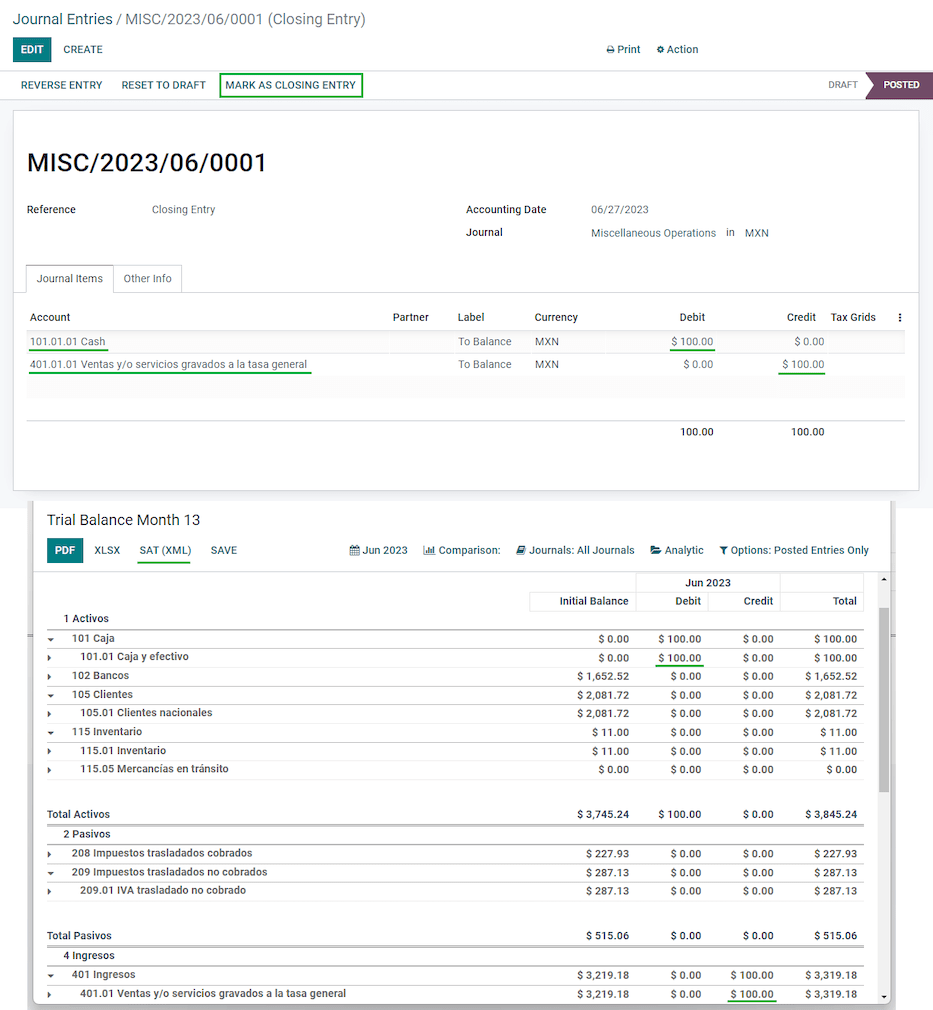 Journal Entries / MISC/2023/06/0001 (Closing Entry)
EDIT CREATE Print Action
REVERSE ENTRY RESET TO DRAFT MARK AS CLOSING ENTRY DRAFT POSTED
MISC/2023/06/0001
Reference Closing Entry Accounting Date 06/27/2023
Journal Miscellaneous Operations in MXN
Journal Items Other Info
Account Partner Label Currency Debit Credit Tax Grids
101.01.01 Cash To Balance MXN $ 100.00 $ 0.00
401.01.01 Ventas y/o servicios gravados a la tasa general To Balance MXN $ 0.00 $ 100.00
100.00 100.00
Trial Balance Month 13
PDF XLSX SAT (XML) SAVE Jun 2023 Comparison: Journals: All Journals Analytic Options: Posted Entries Only
Jun 2023
Initial Balance Debit Credit Total
1 Activos
101 Caja $ 0.00 $ 100.00 $ 0.00 $ 100.00
101.01 Caja y efectivo $ 0.00 $ 100.00 $ 0.00 $ 100.00
102 Bancos $ 1,652.52 $ 0.00 $ 0.00 $ 1,652.52
105 Clientes $ 2,081.72 $ 0.00 $ 0.00 $ 2,081.72
105.01 Clientes nacionales $ 2,081.72 $ 0.00 $ 0.00 $ 2,081.72
115 Inventario $ 11.00 $ 0.00 $ 0.00 $ 11.00
115.01 Inventario $ 11.00 $ 0.00 $ 0.00 $ 11.00
115.05 Mercancías en tránsito $ 0.00 $ 0.00 $ 0.00 $ 0.00
Total Activos $ 3,745.24 $ 100.00 $ 0.00 $ 3,845.24
2 Pasivos
208 Impuestos trasladados cobrados $ 227.93 $ 0.00 $ 0.00 $ 227.93
209 Impuestos trasladados no cobrados $ 287.13 $ 0.00 $ 0.00 $ 287.13
209.01 IVA trasladado no cobrado $ 287.13 $ 0.00 $ 0.00 $ 287.13
Total Pasivos $ 515.06 $ 0.00 $ 0.00 $ 515.06
4 Ingresos
401 Ingresos $ 3,219.18 $ 0.00 $ 100.00 $ 3,319.18
401.01 Ventas y/o servicios gravados a la tasa general $ 3,219.18 $ 0.00 $ 100.00 $ 3,319.18